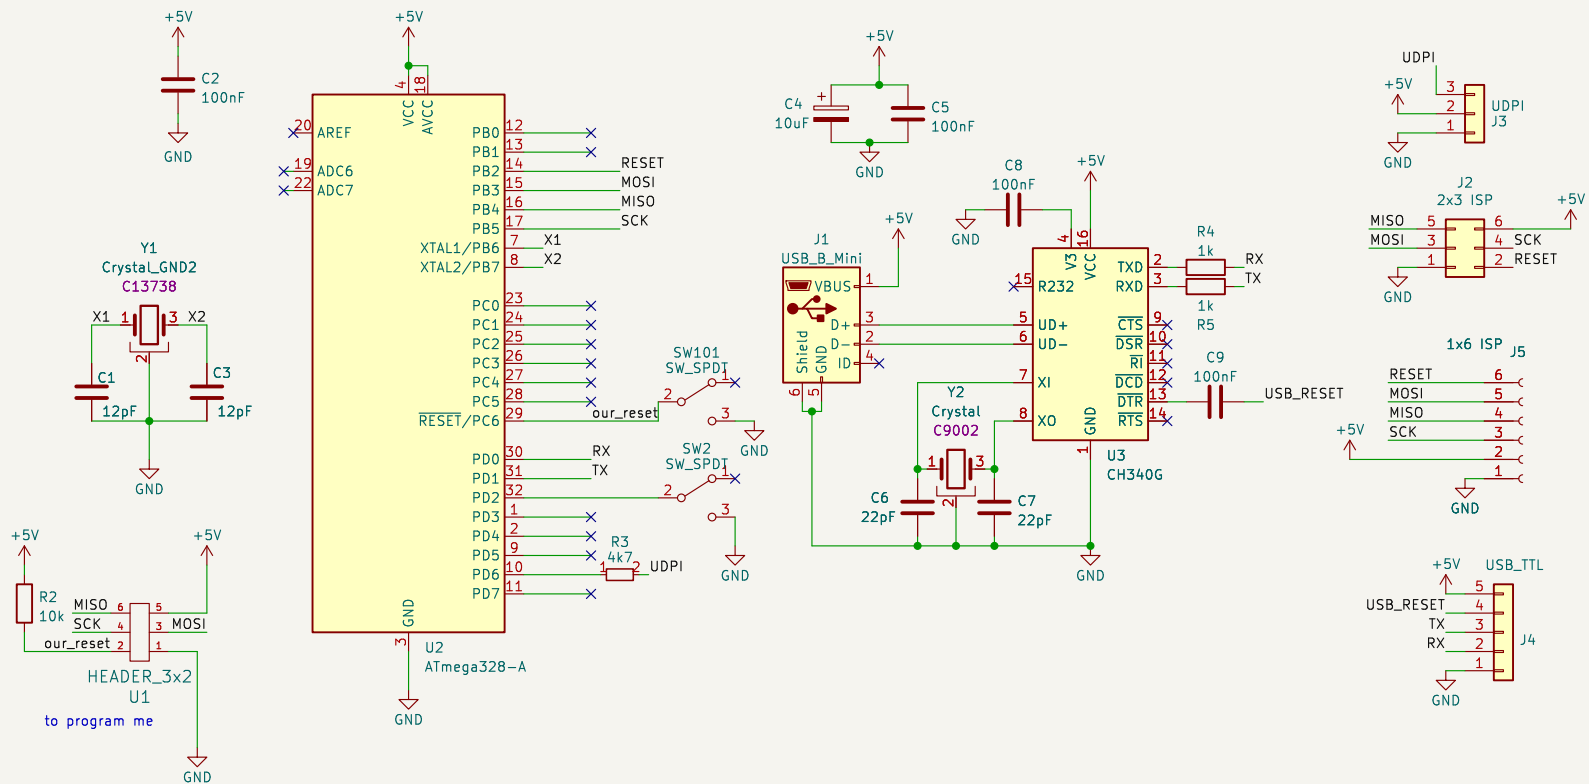 +5V
C2
100nF
GND
Y1
Crystal_GND2
C13738
X1
1
3
X2
2
C1
12pF
C3
12pF
GND
+5V
+5V
R2
10k
MISO
6
5
SCK
4
3
MOSI
our_reset
2
1
HEADER_3x2
U1
to program me
GND
+5V
4
18
VCC
AVCC
20
AREF
19
ADC6
22
ADC7
PB0
12
PB1
13
PB2
14
RESET
PB3
15
MOSI
PB4
16
MISO
PB5
17
SCK
XTAL1/PB6
7
X1
XTAL2/PB7
8
X2
PC0
23
PC1
24
PC2
25
PC3
26
PC4
27
PC5
28
RESET/PC6
29
our_reset
PD0
30
RX
PD1
31
TX
PD2
32
PD3
1
PD4
2
PD5
9
PD6
10
PD7
11
GND
3
U2
ATmega328-A
GND
SW101
SW_SPDT
1
2
3
GND
SW2
SW_SPDT
1
2
3
GND
R3
4k7
1
2
UDPI
+5V
C4
+
10uF
C5
100nF
GND
J1
USB_B_Mini
+5V
VBUS
1
D+
3
D-
2
ID
4
Shield
GND
6
5
C8
100nF
GND
+5V
4
16
V3
VCC
15
R232
5
UD+
6
UD-
7
XI
8
XO
TXD
2
RXD
3
CTS
9
DSR
10
RI
11
DCD
12
DTR
13
RTS
14
GND
1
U3
CH340G
R4
1k
RX
TX
1k
R5
C9
100nF
USB_RESET
Y2
Crystal
C9002
1
3
2
C6
22pF
C7
22pF
GND
UDPI
+5V
3
2
1
UDPI
J3
GND
J2
2x3 ISP
+5V
MISO
5
6
MOSI
3
4
SCK
1
2
RESET
GND
1x6 ISP
J5
RESET
6
MOSI
5
MISO
4
SCK
3
+5V
2
1
GND
USB_TTL
+5V
5
USB_RESET
4
TX
3
RX
2
1
J4
GND